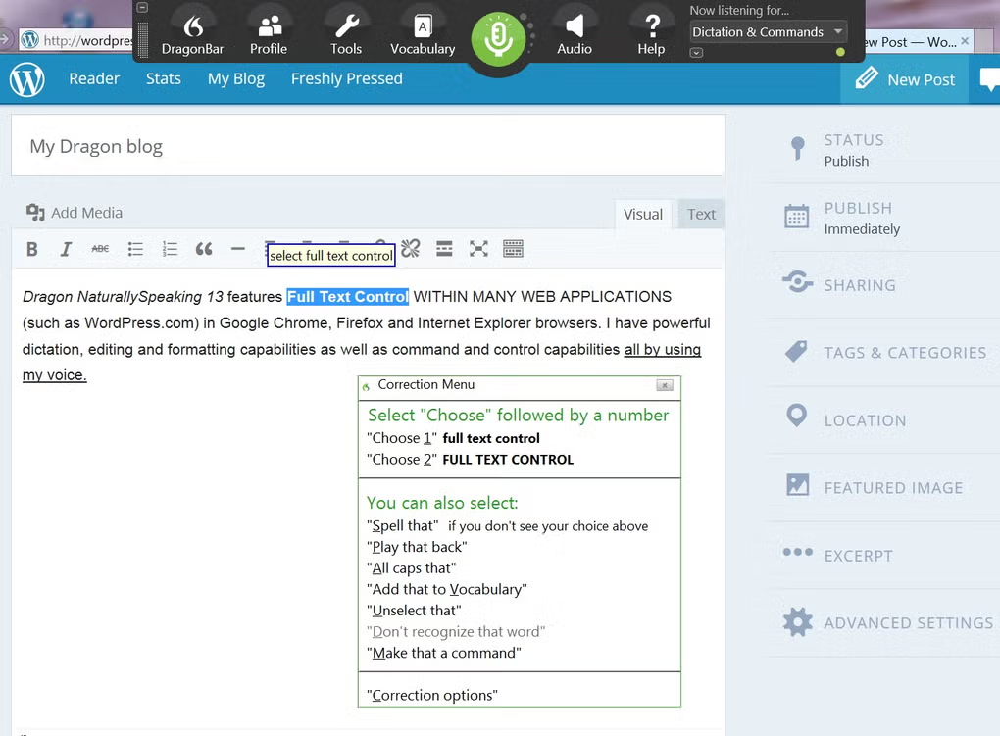 Now listening for...
DragonBar Profile Tools Vocabulary Audio Help Dictation & Commands
http://wordpres
ew Post — Wo...
Reader Stats My Blog Freshly Pressed New Post
My Dragon blog
Add Media
Visual Text
B I ABC
select full text control
Dragon NaturallySpeaking 13 features Full Text Control WITHIN MANY WEB APPLICATIONS
(such as WordPress.com) in Google Chrome, Firefox and Internet Explorer browsers. I have powerful
dictation, editing and formatting capabilities as well as command and control capabilities all by using
my voice.
Correction Menu
Select "Choose" followed by a number
"Choose 1" full text control
"Choose 2" FULL TEXT CONTROL
You can also select:
"Spell that" if you don't see your choice above
"Play that back"
"All caps that"
"Add that to Vocabulary"
"Unselect that"
"Don't recognize that word"
"Make that a command"
"Correction options"
STATUS
Publish
PUBLISH
Immediately
SHARING
TAGS & CATEGORIES
LOCATION
FEATURED IMAGE
EXCERPT
ADVANCED SETTINGS